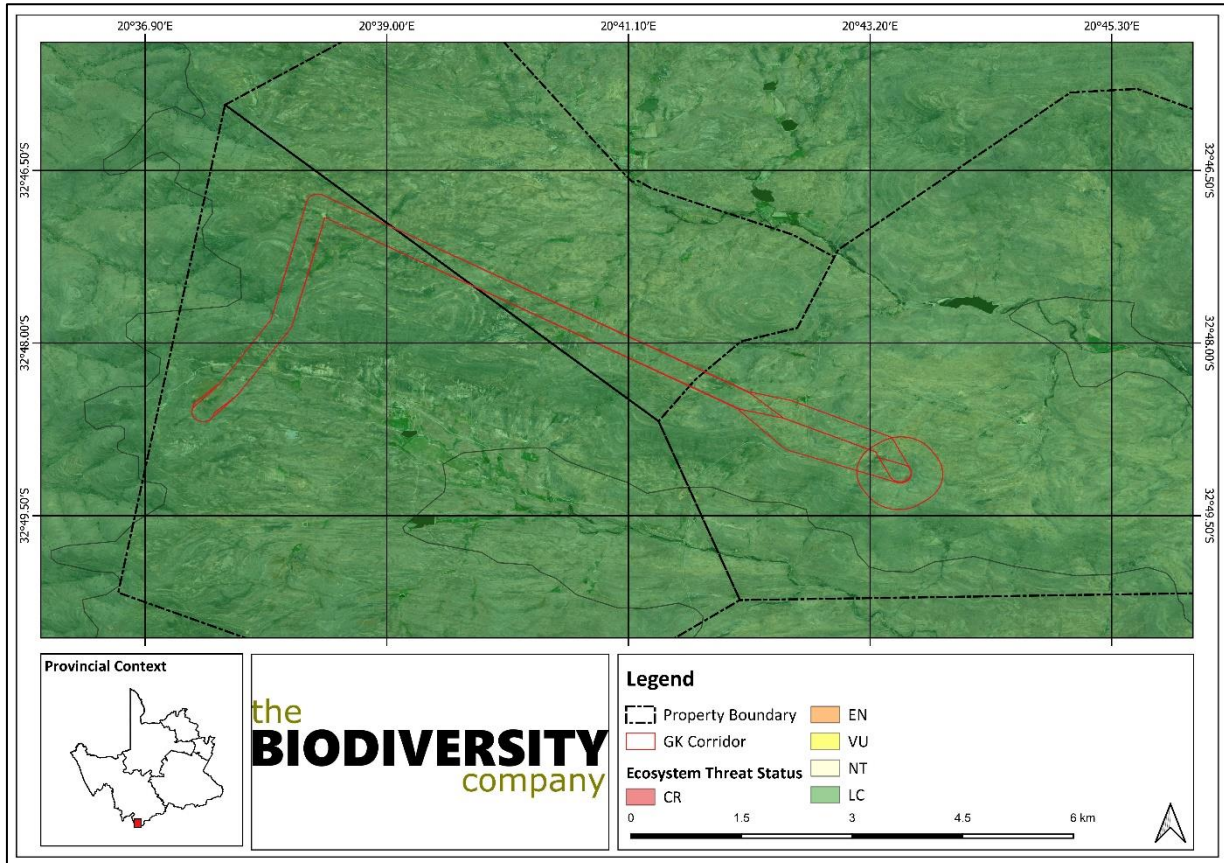 20°36.90'E 20°39.00'E 20°41.10'E 20°43.20'E 20°45.30'E
32°46.50'S 32°46.50'S
32°48.00'S 32°48.00'S
32°49.50'S 32°49.50'S
Provincial Context
the
BIODIVERSITY
company
Legend
Property Boundary
GK Corridor
Ecosystem Threat Status
CR
EN
VU
NT
LC
0 1.5 3 4.5 6 km